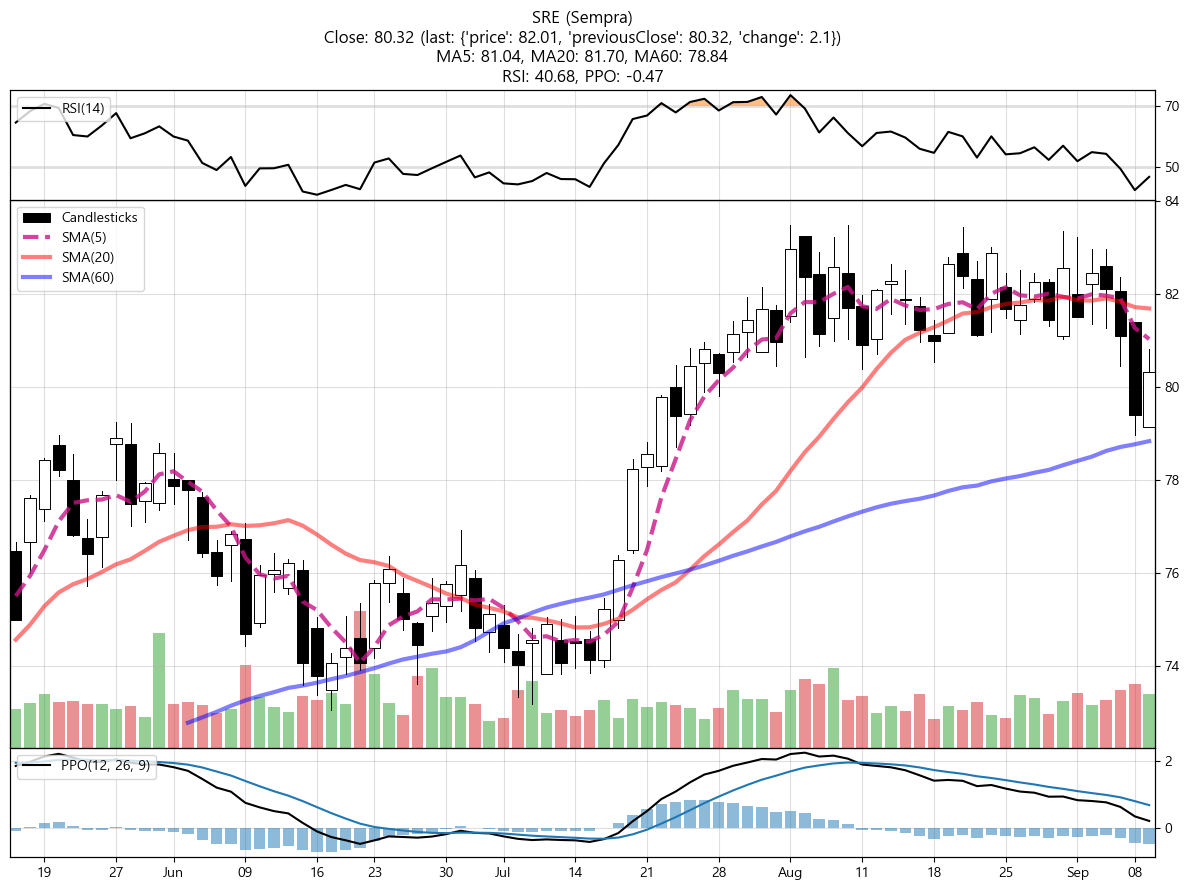 SRE (Sempra)
Close: 80.32 (last: {'price': 82.01, 'previousClose': 80.32, 'change': 2.1})
MA5: 81.04, MA20: 81.70, MA60: 78.84
RSI: 40.68, PPO: -0.47
RSI(14)
70
50
84
Candlesticks
SMA(5)
SMA(20)
SMA(60)
82
80
78
76
74
PPO(12, 26, 9)
2
0
19 27 Jun 09 16 23 30 Jul 14 21 28 Aug 11 18 25 Sep 08